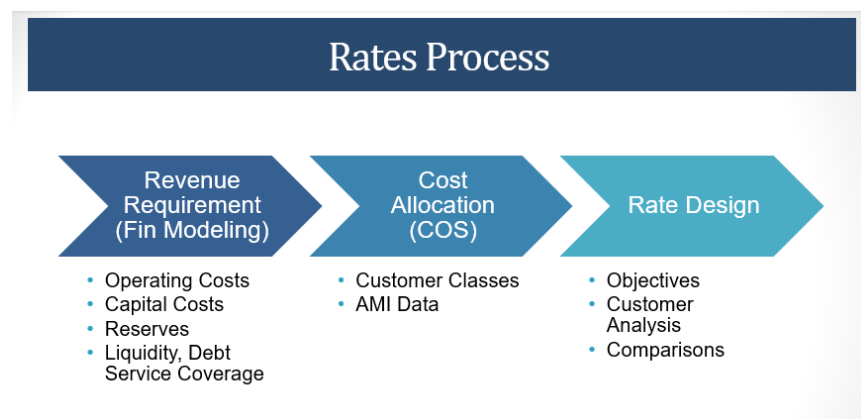 Rates Process
Revenue
Requirement
(Fin Modeling)
• Operating Costs
• Capital Costs
• Reserves
• Liquidity, Debt
Service Coverage
Cost
Allocation
(COS)
• Customer Classes
• AMI Data
Rate Design
• Objectives
• Customer
Analysis
• Comparisons